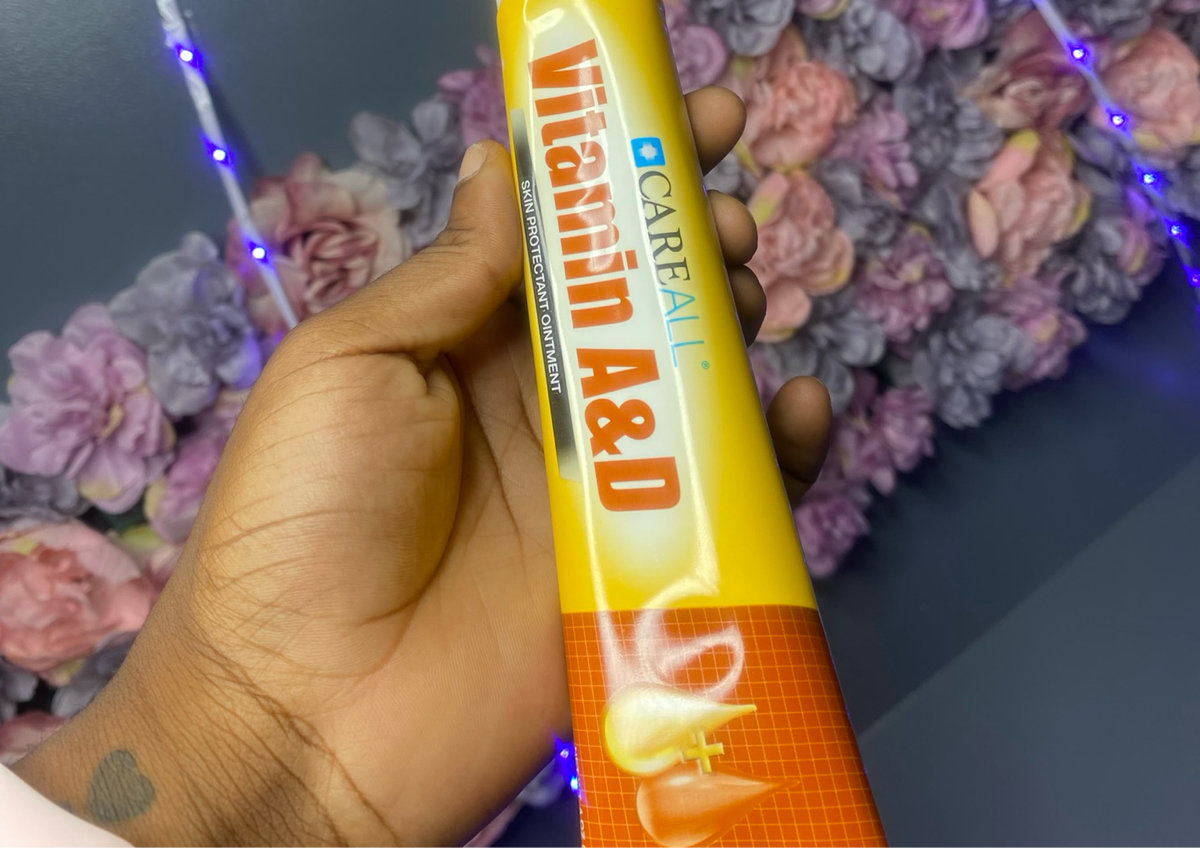 CAREALL®
Vitamin A&D
SKIN PROTECTANT OINTMENT